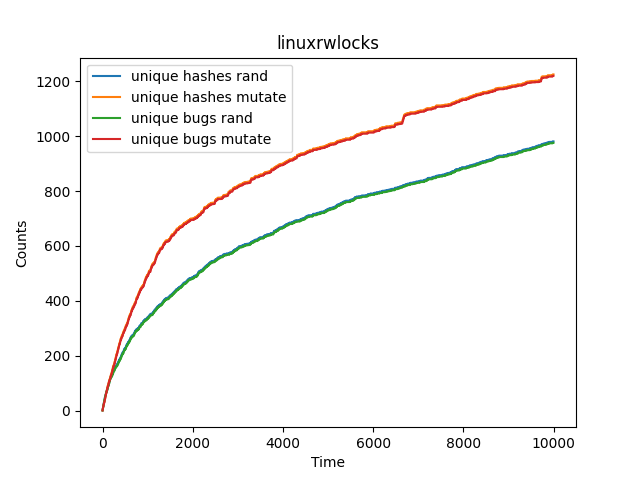 linuxrwlocks
unique hashes rand
unique hashes mutate
unique bugs rand
unique bugs mutate
1200
1000
800
600
400
200
0
Counts
0 2000 4000 6000 8000 10000
Time